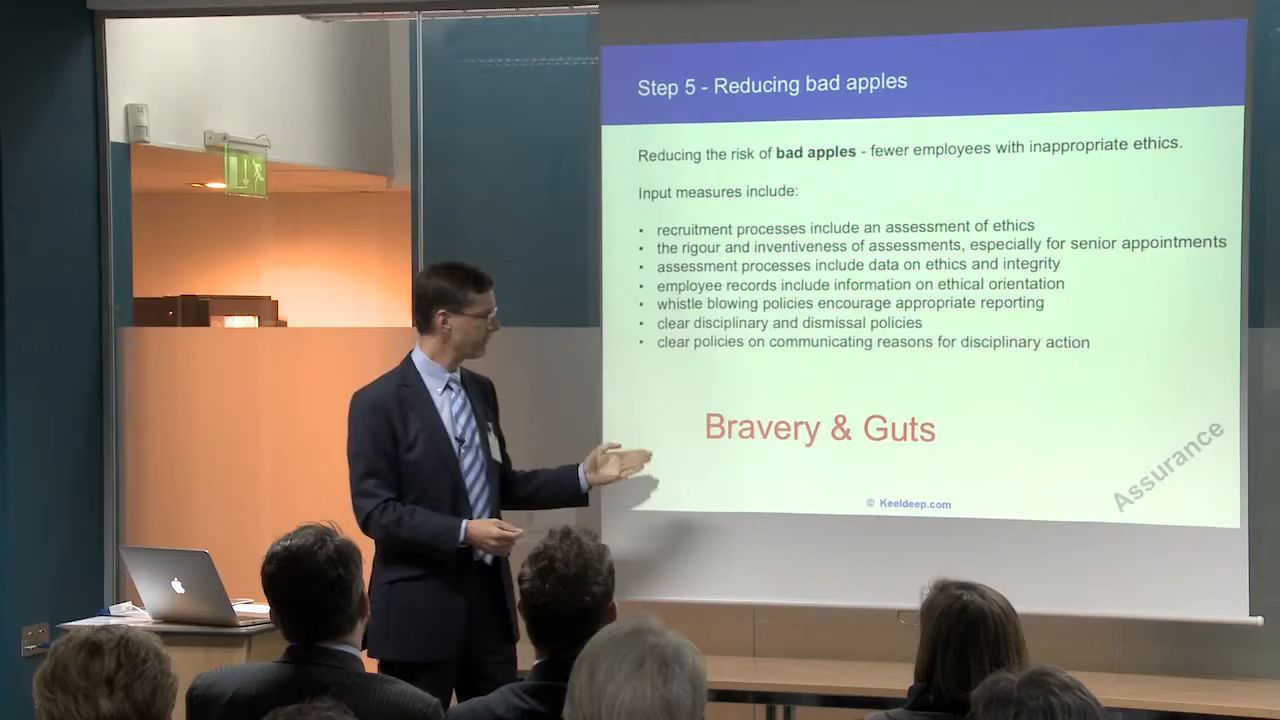 Step 5 - Reducing bad apples
Reducing the risk of bad apples - fewer employees with inappropriate ethics.
Input measures include:
• recruitment processes include an assessment of ethics
• the rigour and inventiveness of assessments, especially for senior appointments
• assessment processes include data on ethics and integrity
• employee records include information on ethical orientation
• whistle blowing policies encourage appropriate reporting
• clear disciplinary and dismissal policies
• clear policies on communicating reasons for disciplinary action
Bravery & Guts
Assurance
© Keeldeep.com